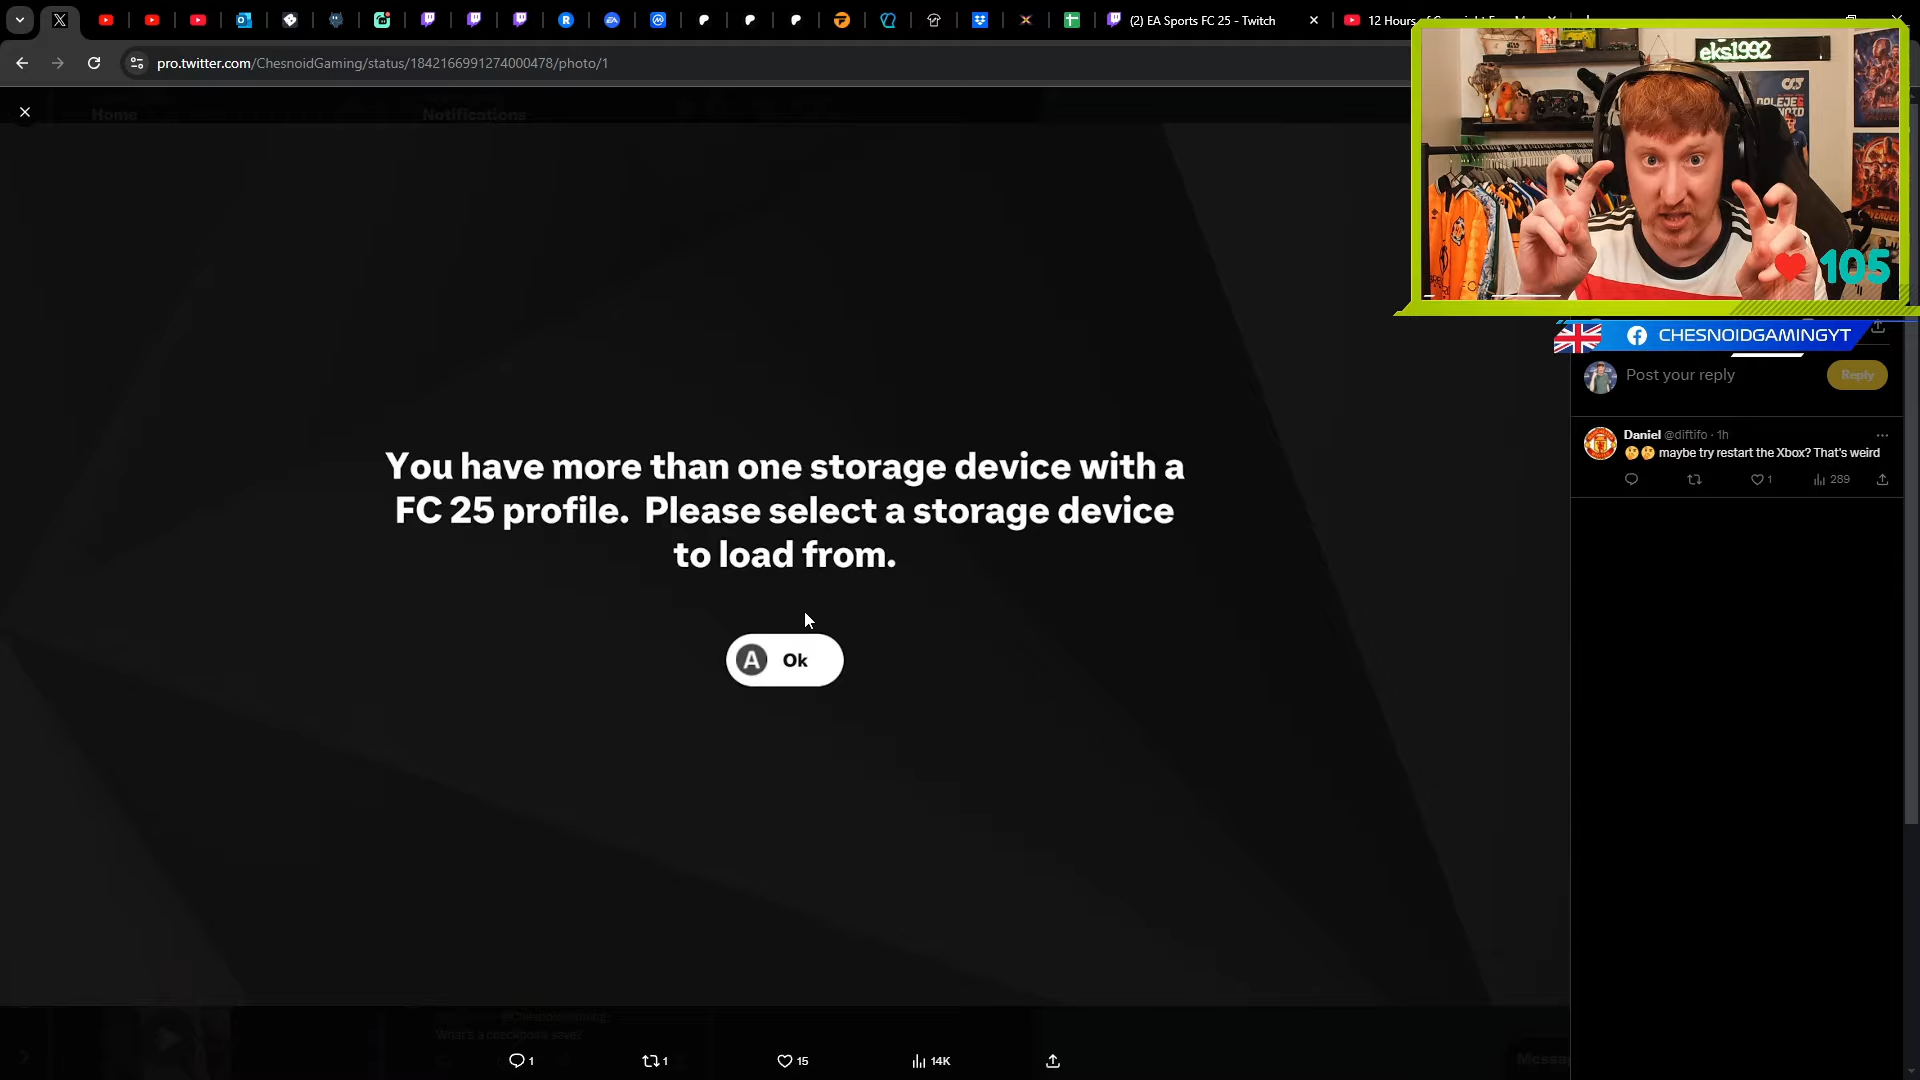 (2) EA Sports FC 25 - Twitch
pro.twitter.com/ChesnoidGaming/status/1842166991274000478/photo/1
Home
Notifications
eks1992
105
CHESNOIDGAMINGYT
Post your reply
Reply
Daniel @diftifo · 1h
🤔🤔 maybe try restart the Xbox? That's weird
1
289
You have more than one storage device with a
FC 25 profile. Please select a storage device
to load from.
A Ok
1
1
15
14K